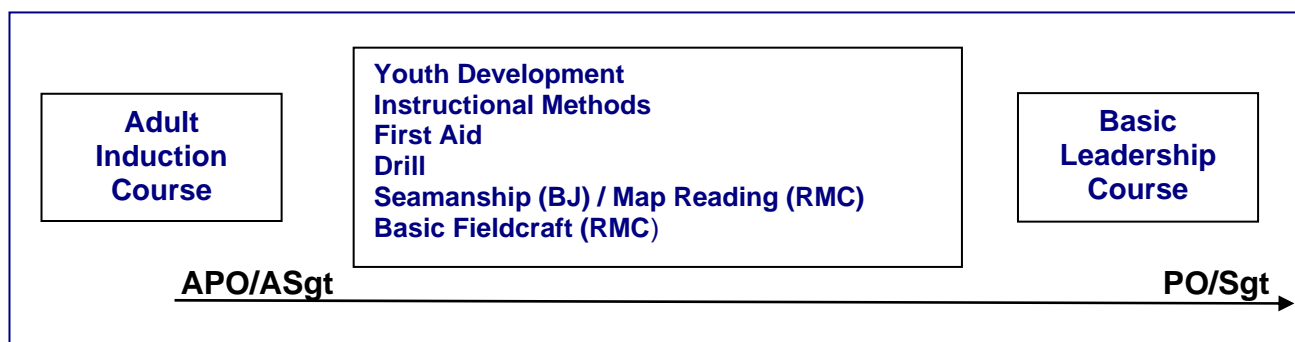 Adult
Induction
Course
Youth Development
Instructional Methods
First Aid
Drill
Seamanship (BJ) / Map Reading (RMC)
Basic Fieldcraft (RMC)
Basic
Leadership
Course
APO/ASgt
PO/Sgt